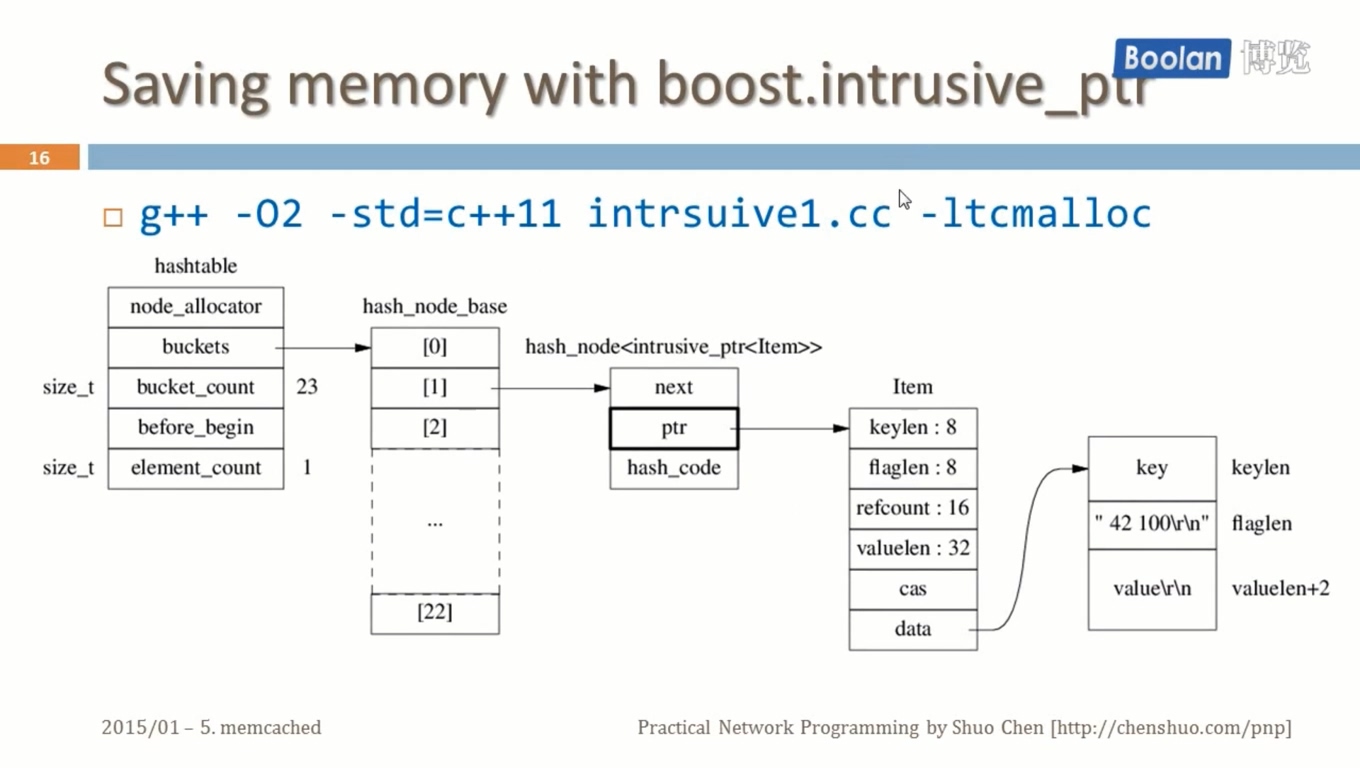 Saving memory with boost.intrusive_ptr
Boolan 博览
16
g++ -O2 -std=c++11 intrsuive1.cc -ltcmalloc
hashtable
node_allocator
buckets
size_t bucket_count 23
before_begin
size_t element_count 1
hash_node_base
[0]
[1]
[2]
...
[22]
hash_node<intrusive_ptr<Item>>
next
ptr
hash_code
Item
keylen : 8
flaglen : 8
refcount : 16
valuelen : 32
cas
data
key keylen
" 42 100\r\n" flaglen
value\r\n valuelen+2
2015/01 – 5. memcached
Practical Network Programming by Shuo Chen [http://chenshuo.com/pnp]